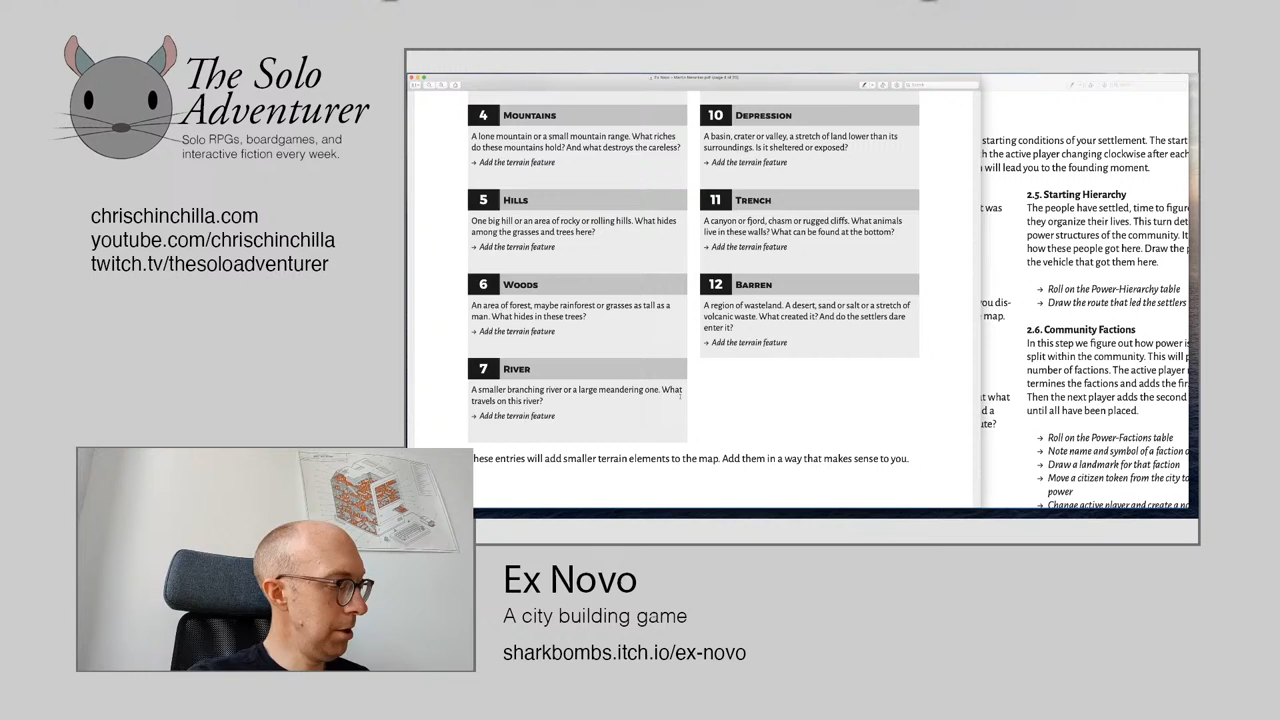 The Solo
Adventurer
Solo RPGs, boardgames, and
interactive fiction every week.
chrischinchilla.com
youtube.com/chrischinchilla
twitch.tv/thesoloadventurer
4 MOUNTAINS
A lone mountain or a small mountain range. What riches
do these mountains hold? And what destroys the careless?
→ Add the terrain feature
5 HILLS
One big hill or an area of rocky or rolling hills. What hides
among the grasses and trees here?
→ Add the terrain feature
6 WOODS
An area of forest, maybe rainforest or grasses as tall as a
man. What hides in these trees?
→ Add the terrain feature
7 RIVER
A smaller branching river or a large meandering one. What
travels on this river?
→ Add the terrain feature
10 DEPRESSION
A basin, crater or valley, a stretch of land lower than its
surroundings. Is it sheltered or exposed?
→ Add the terrain feature
11 TRENCH
A canyon or fjord, chasm or rugged cliffs. What animals
live in these walls? What can be found at the bottom?
→ Add the terrain feature
12 BARREN
A region of wasteland. A desert, sand or salt or a stretch of
volcanic waste. What created it? And do the settlers dare
enter it?
→ Add the terrain feature
hese entries will add smaller terrain elements to the map. Add them in a way that makes sense to you.
starting conditions of your settlement. The start
h the active player changing clockwise after each
will lead you to the founding moment.
was
ou dis-
map.
t what
d a
ute?
2.5. Starting Hierarchy
The people have settled, time to figure
they organize their lives. This turn det
power structures of the community. It
how these people got here. Draw the p
the vehicle that got them here.
→ Roll on the Power-Hierarchy table
→ Draw the route that led the settlers
2.6. Community Factions
In this step we figure out how power is
split within the community. This will p
number of factions. The active player
termines the factions and adds the fir
Then the next player adds the second
until all have been placed.
→ Roll on the Power-Factions table
→ Note name and symbol of a faction o
→ Draw a landmark for that faction
→ Move a citizen token from the city to
power
→ Change active player and create a n
Ex Novo
A city building game
sharkbombs.itch.io/ex-novo